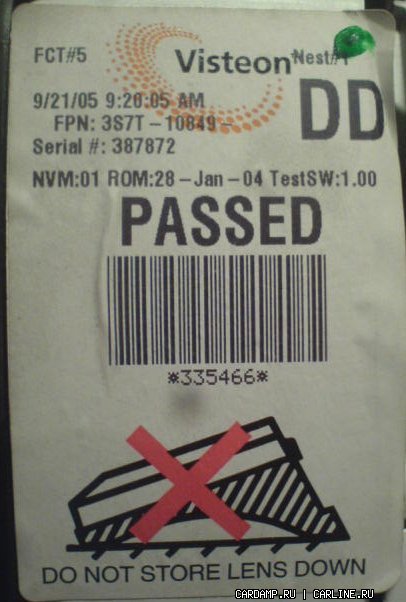 FCT#5 Visteon Nest#1
9/21/05 9:20:05 AM DD
FPN: 3S7T-10849-
Serial #: 387872
NVM:01 ROM:28-Jan-04 TestSW:1.00
PASSED
*335466*
DO NOT STORE LENS DOWN
CARDAMP.RU | CARLINE.RU